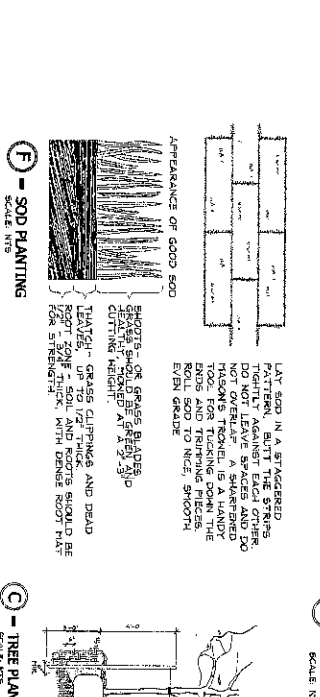 LAY SOD IN A STAGGERED
PATTERN. BUTT THE STRIPS
TIGHTLY AGAINST EACH OTHER.
DO NOT LEAVE SPACES AND DO
NOT OVERLAP. A SHARPENED
MASON'S TROWEL IS A HANDY
TOOL FOR TUCKING DOWN THE
ENDS AND TRIMMING PIECES.
ROLL SOD TO NICE, SMOOTH
EVEN GRADE
APPEARANCE OF GOOD SOD
SHOOTS- OR GRASS BLADES.
GRASS SHOULD BE GREEN AND
HEALTHY, MOWED AT A 2"-3"
CUTTING HEIGHT.
THATCH- GRASS CLIPPINGS AND DEAD
LEAVES, UP TO 1/2" THICK.
ROOT ZONE- SOIL AND ROOTS SHOULD BE
1/2" - 3/4" THICK, WITH DENSE ROOT MAT
FOR STRENGTH.
F - SOD PLANTING
SCALE: NTS
C - TREE PLAN
SCALE: NTS
SCALE: N